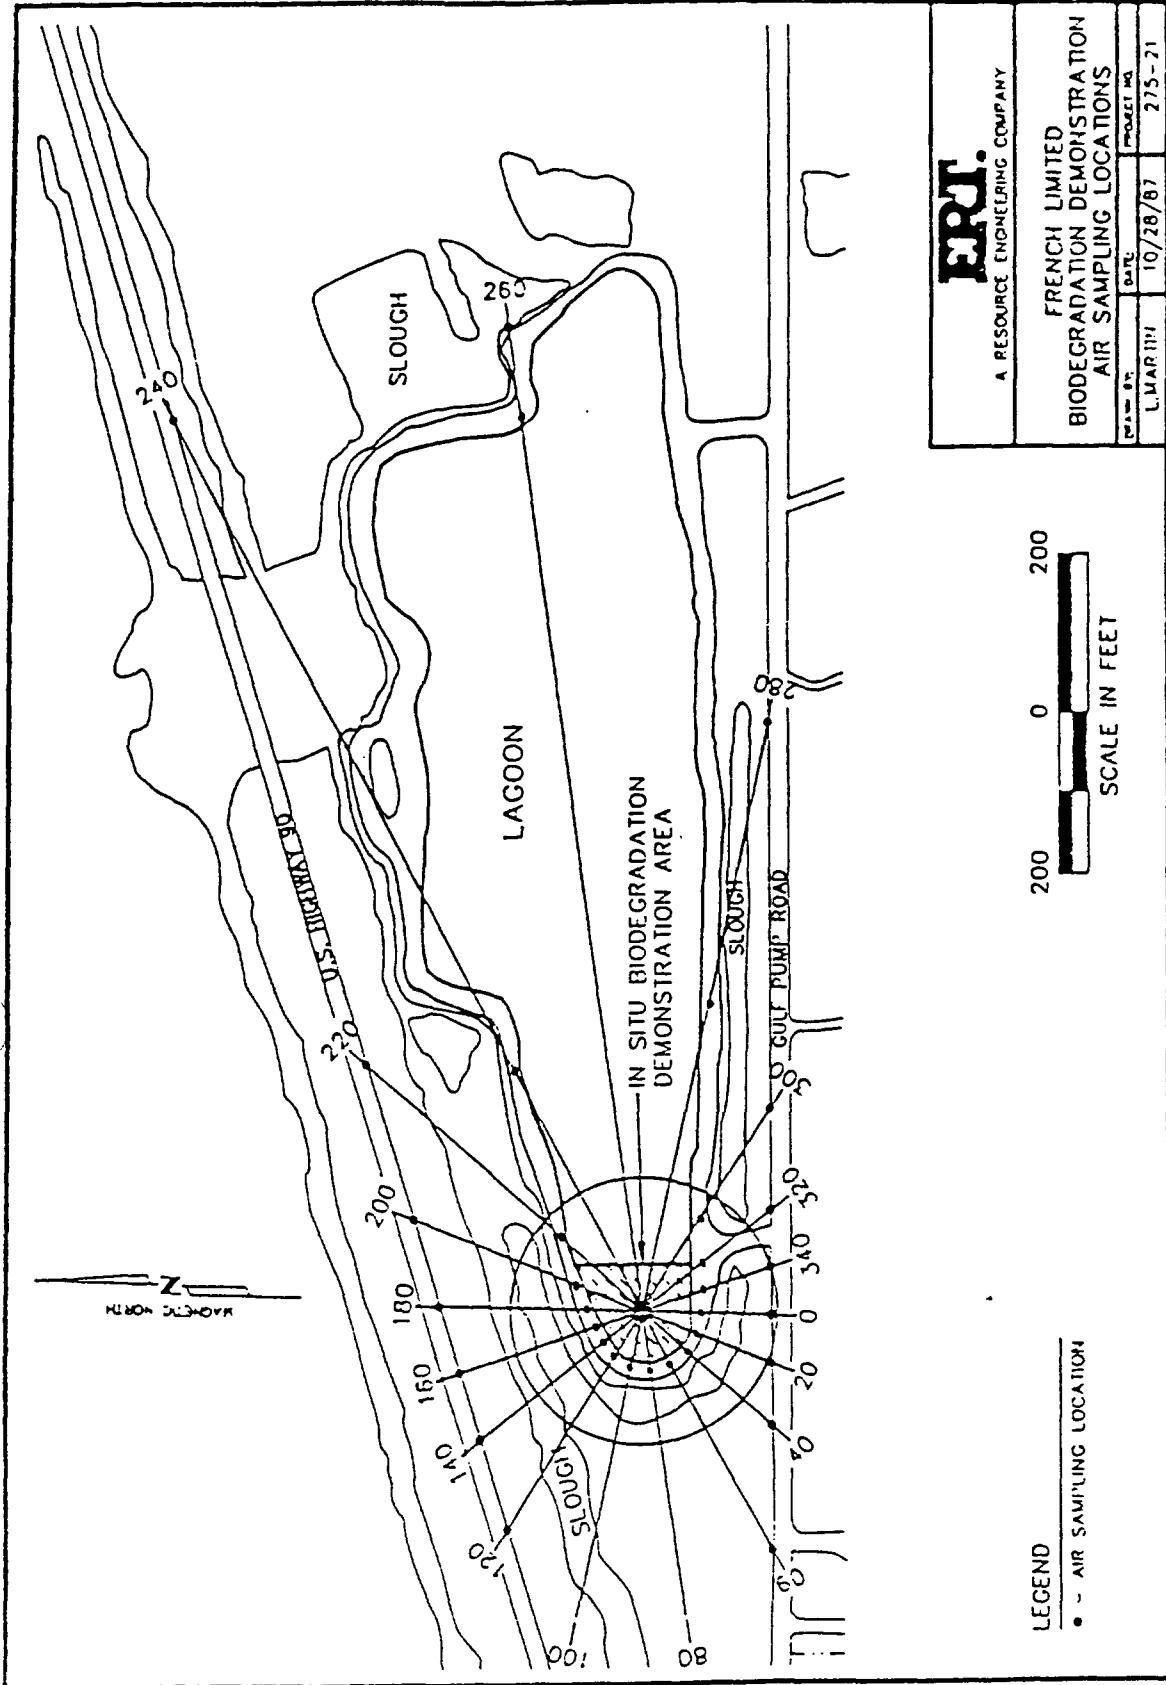 MAGNETIC NORTH
N
U.S. HIGHWAY 90
SLOUGH
LAGOON
IN SITU BIODEGRADATION
DEMONSTRATION AREA
SLOUGH
SLOUGH
GULF PUMP ROAD
0
20
40
60
80
100
120
140
160
180
200
220
240
260
280
300
320
340
LEGEND
• - AIR SAMPLING LOCATION
200 0 200
SCALE IN FEET
ERT.
A RESOURCE ENGINEERING COMPANY
FRENCH LIMITED
BIODEGRADATION DEMONSTRATION
AIR SAMPLING LOCATIONS
DRAWN BY:
L.MARTIN
DATE:
10/28/87
PROJECT NO.
275-21